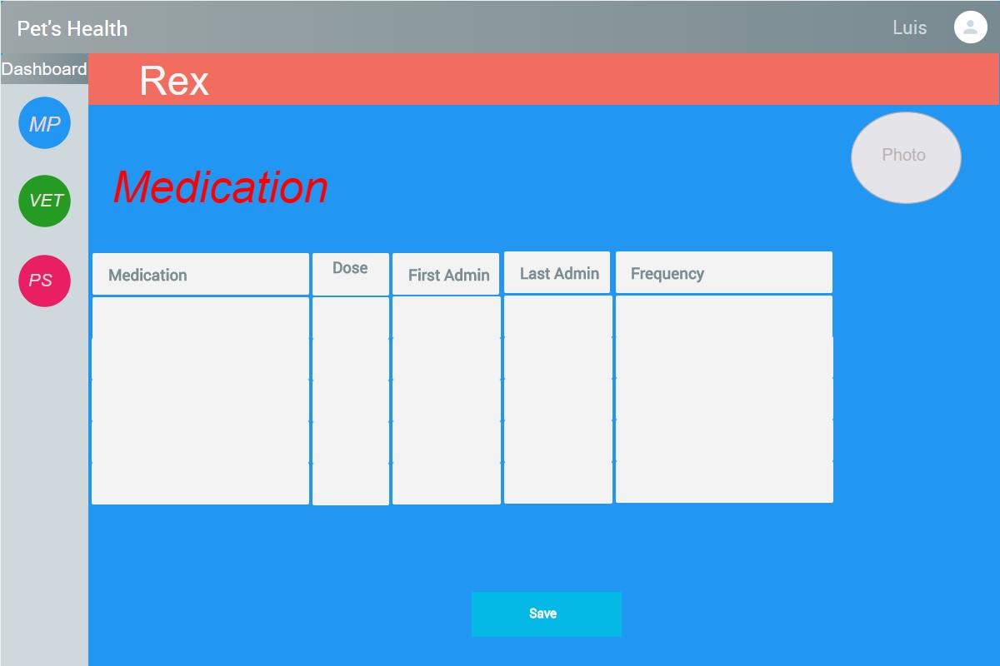 Pet's Health
Luis
Dashboard
Rex
MP
Photo
Medication
VET
PS
Medication Dose First Admin Last Admin Frequency
Save